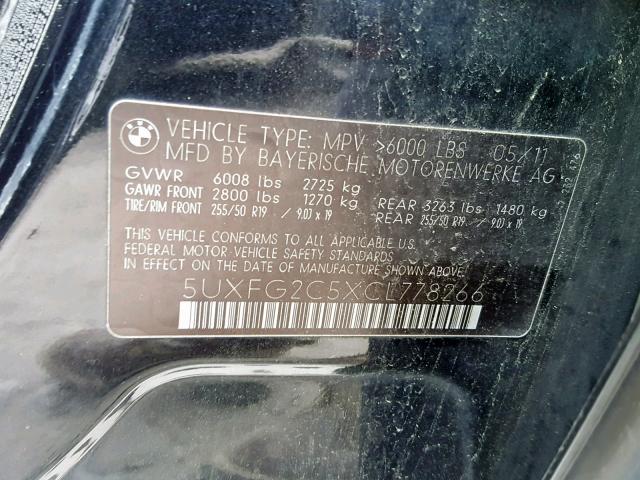 BMW
VEHICLE TYPE: MPV >6000 LBS 05/11
MFD BY BAYERISCHE MOTORENWERKE AG
GVWR 6008 lbs 2725 kg
GAWR FRONT 2800 lbs 1270 kg REAR 3263 lbs 1480 kg
TIRE/RIM FRONT 255/50 R19 / 9.0J x 19 REAR 255/50 R19 / 9.0J x 19
THIS VEHICLE CONFORMS TO ALL APPLICABLE U.S.
FEDERAL MOTOR VEHICLE SAFETY STANDARDS
IN EFFECT ON THE DATE OF MANUFACTURE SHOWN ABOVE
5UXFG2C5XCL778266